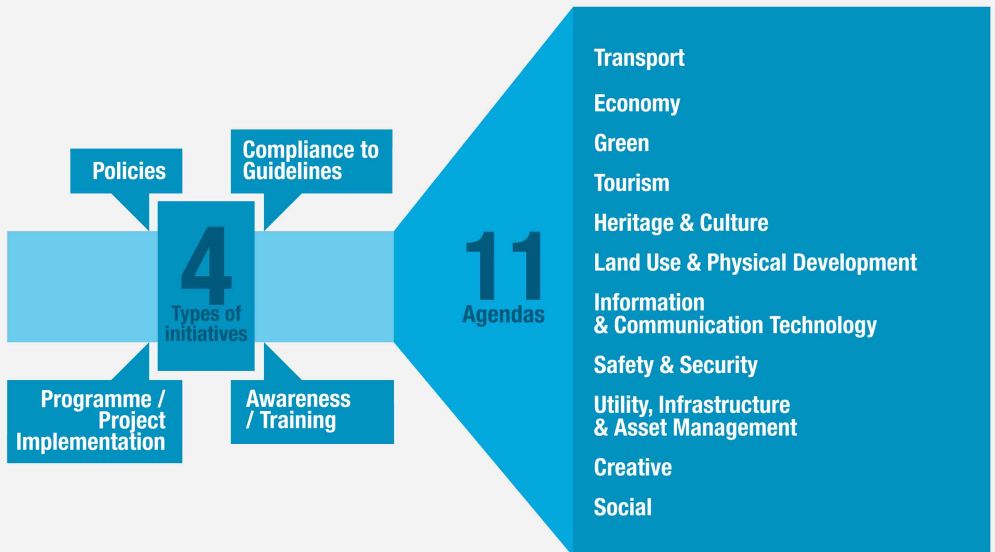 Policies
Compliance to
Guidelines
4
Types of
initiatives
Programme /
Project
Implementation
Awareness
/ Training
11
Agendas
Transport
Economy
Green
Tourism
Heritage & Culture
Land Use & Physical Development
Information
& Communication Technology
Safety & Security
Utility, Infrastructure
& Asset Management
Creative
Social